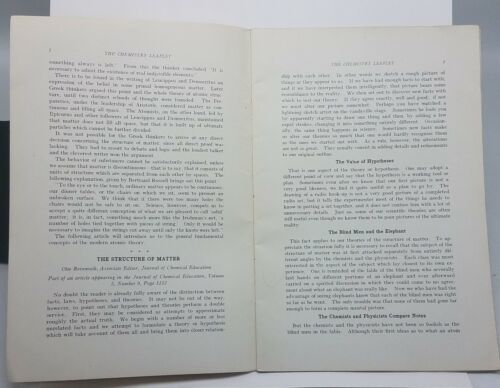 THE CHEMISTRY LEAFLET
something always is left." From this the thinker concluded "It is
necessary to admit the existence of real indivisible elements."
There is to be found in the writing of Leucippus and Democritus an
expression of the belief in some primal homogeneous matter. Later
Greek thinkers argued this point and the whole theory of atomic struc-
ture, until two distinct schools of thought were founded. The Peri-
patetics, under the leadership of Aristotle, considered matter as con-
tinuous and filling all space. The Atomists, on the other hand, led by
Epicurus and other followers of Leucippus and Democritus, maintained
that matter does not fill all space, but that it is built up of ultimate
particles which cannot be further divided.
It was not possible for the Greek thinkers to arrive at any direct
decision concerning the structure of matter, since all direct proof was
lacking. They had to resort to debate and logic and the loudest talker
and the cleverest orator won the argument.
The behavior of substances cannot be satisfactorily explained, unless
we assume that matter is discontinuous—that is to say, that it consists of
units of structure which are separated from each other by spaces. The
following explanation, given by Bertrand Russell brings out this point:
"To the eye or to the touch, ordinary matter appears to be continuous;
our dinner tables, or the chairs on which we sit, seem to present an
unbroken surface. We think that if there were too many holes the
chairs would not be safe to sit on. Science, however, compels us to
accept a quite different conception of what we are pleased to call 'solid'
matter; it is, in fact, something much more like the Irishman's net, 'a
number of holes tied together with pieces of string.' Only it would be
necessary to imagine the strings cut away until only the knots were left."
The following article will introduce us to the general fundamental
concepts of the modern atomic theory.
* * *
THE STRUCTURE OF MATTER
Otto Reinmuth, Associate Editor, Journal of Chemical Education
Part of an article appearing in the Journal of Chemical Education, Volume
5, Number 9, Page 1152
No doubt the reader is already fully aware of the distinction between
facts, laws, hypotheses, and theories. It may not be out of the way,
however, to point out that hypotheses and theories perform a double
service. First, they may be considered as attempts to approximate
roughly the actual truth. We begin with a number of more or less
unrelated facts and we attempt to formulate a theory or hypothesis
which will take account of them all and bring them into close relation-
THE CHEMISTRY LEAFLET
ship with each other. In other words we sketch a rough picture of
things as they appear to us. If we have had enough facts to start with,
and if we have interpreted them intelligently, that picture bears some
resemblance to the reality. We then set out to discover new facts with
which to test our theory. If they agree exactly, well and good. If not
we must alter our picture somewhat. Perhaps you have watched a
lightning sketch artist on the vaudeville stage. Sometimes he fools you
by apparently starting to draw one thing and then, by adding a few
rapid strokes, changing it into something entirely different. Occasion-
ally, the same thing happens in science. Sometimes new facts make
us alter our theories so much that one would hardly recognize them
as the ones we started out with. As a rule, however, the alterations
are not so great. They usually consist in adding details and refinements
to our original outline.
The Value of Hypotheses
That is one aspect of the theory or hypothesis. One may adopt a
different point of view and say that the hypothesis is a working tool or
plan. Sometimes even after we know that our first picture is not a
very good likeness, we find it quite useful as a plan to go by. The
drawing of a radio hook-up is not a very good picture of a completed
radio set, but it tells the experimenter most of the things he needs to
know in putting a set together, and it does not confuse him with a lot of
unnecessary details. Just so, some of our scientific theories are often
still useful even though we know them to be poor pictures of the ultimate
reality.
The Blind Men and the Elephant
This fact applies to our theories of the structure of matter. To ap-
preciate the situation fully it is necessary to recall that the subject of the
structure of matter was at first attacked separately from entirely dif-
ferent angles by the chemists and the physicists. Each class was most
interested in the aspect of the subject which lay closest to its own ex-
perience. One is reminded of the fable of the blind men who severally
laid hands on different portions of an elephant and ever afterward
carried on a spirited discussion in which they could come to no agree-
ment about what an elephant was really like. Now we who have had the
advantage of seeing elephants know that each of the blind men was right
so far as he went. The only trouble was that none of them had gone far
enough to form a complete mental picture.
The Chemists and Physicists Compare Notes
But the chemists and the physicists have not been so foolish as the
blind men in the fable. Although their first ideas as to what an atom